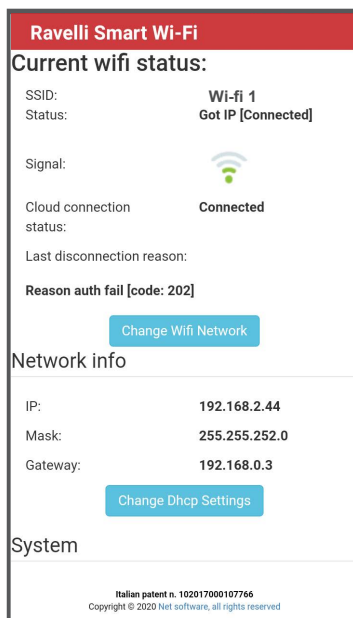 Ravelli Smart Wi-Fi
Current wifi status:
SSID: Wi-fi 1
Status: Got IP [Connected]
Signal:
Cloud connection Connected
status:
Last disconnection reason:
Reason auth fail [code: 202]
Change Wifi Network
Network info
IP: 192.168.2.44
Mask: 255.255.252.0
Gateway: 192.168.0.3
Change Dhcp Settings
System
Italian patent n. 102017000107766
Copyright © 2020 Net software, all rights reserved